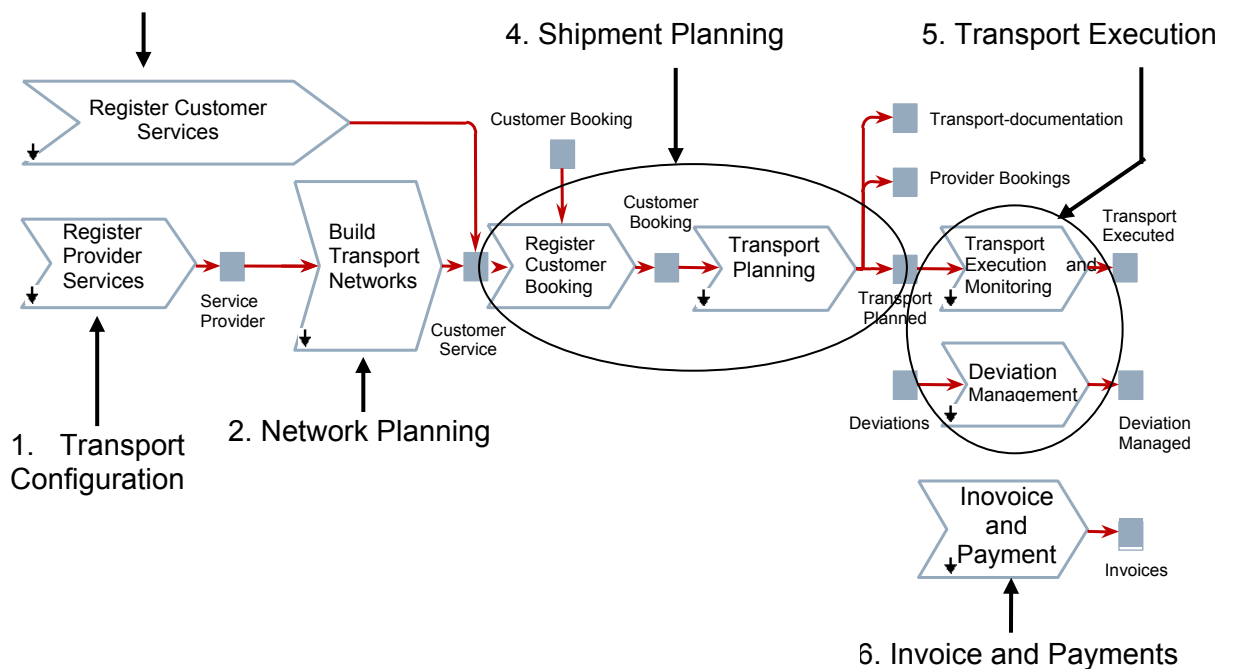 4. Shipment Planning
5. Transport Execution
Register Customer
Services
Customer Booking
Transport-documentation
Provider Bookings
Register
Provider
Services
Service
Provider
Build
Transport
Networks
Customer
Service
Register
Customer
Booking
Customer
Booking
Transport
Planning
Transport
Planned
Transport
Execution and
Monitoring
Transport
Executed
Deviations
Deviation
Management
Deviation
Managed
1. Transport
Configuration
2. Network Planning
Inovoice
and
Payment
Invoices
6. Invoice and Payments